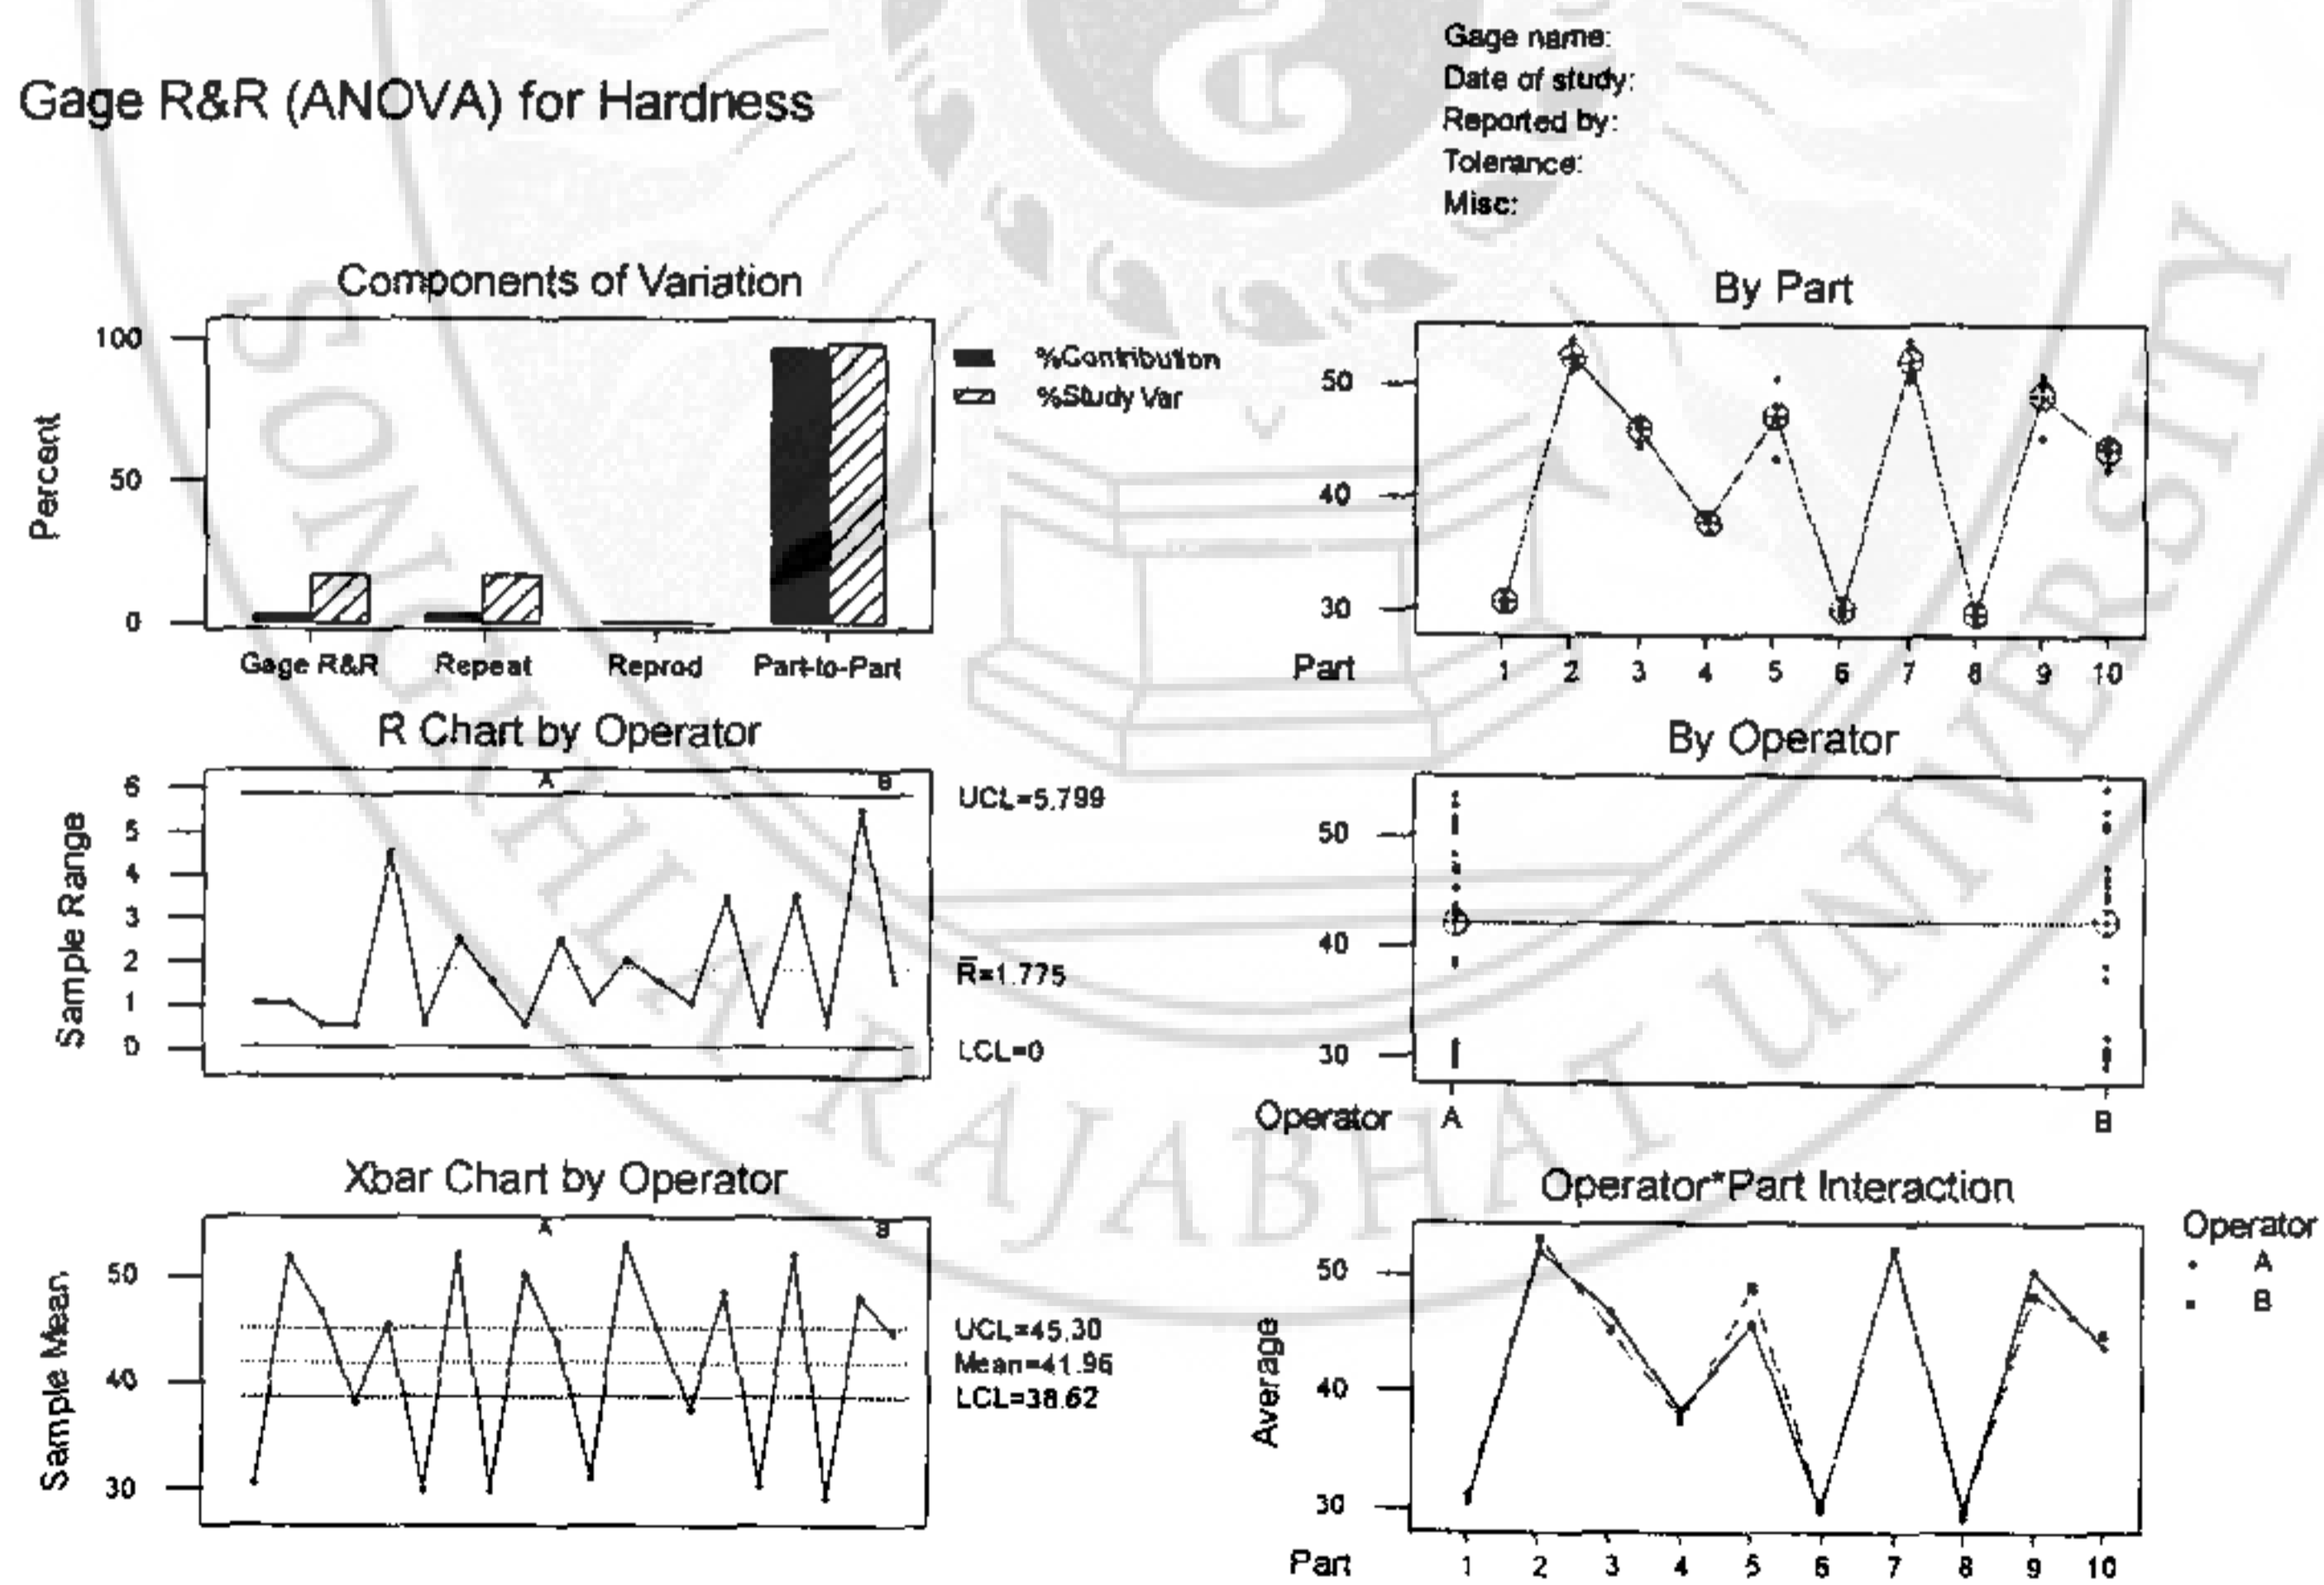 Gage R&R (ANOVA) for Hardness
Gage name:
Date of study:
Reported by:
Tolerance:
Misc:
Components of Variation
100
50
0
Percent
Gage R&R Repeat Reprod Part-to-Part
%Contribution
%Study Var
By Part
50
40
30
Part 1 2 3 4 5 6 7 8 9 10
R Chart by Operator
A B
6
5
4
3
2
1
0
Sample Range
UCL=5.799
R̄=1.775
LCL=0
By Operator
50
40
30
Operator A B
Xbar Chart by Operator
A B
50
40
30
Sample Mean
UCL=45.30
Mean=41.96
LCL=38.62
Operator*Part Interaction
50
40
30
Average
Part 1 2 3 4 5 6 7 8 9 10
Operator
A
B
SONGKHLA RAJABHAT UNIVERSITY